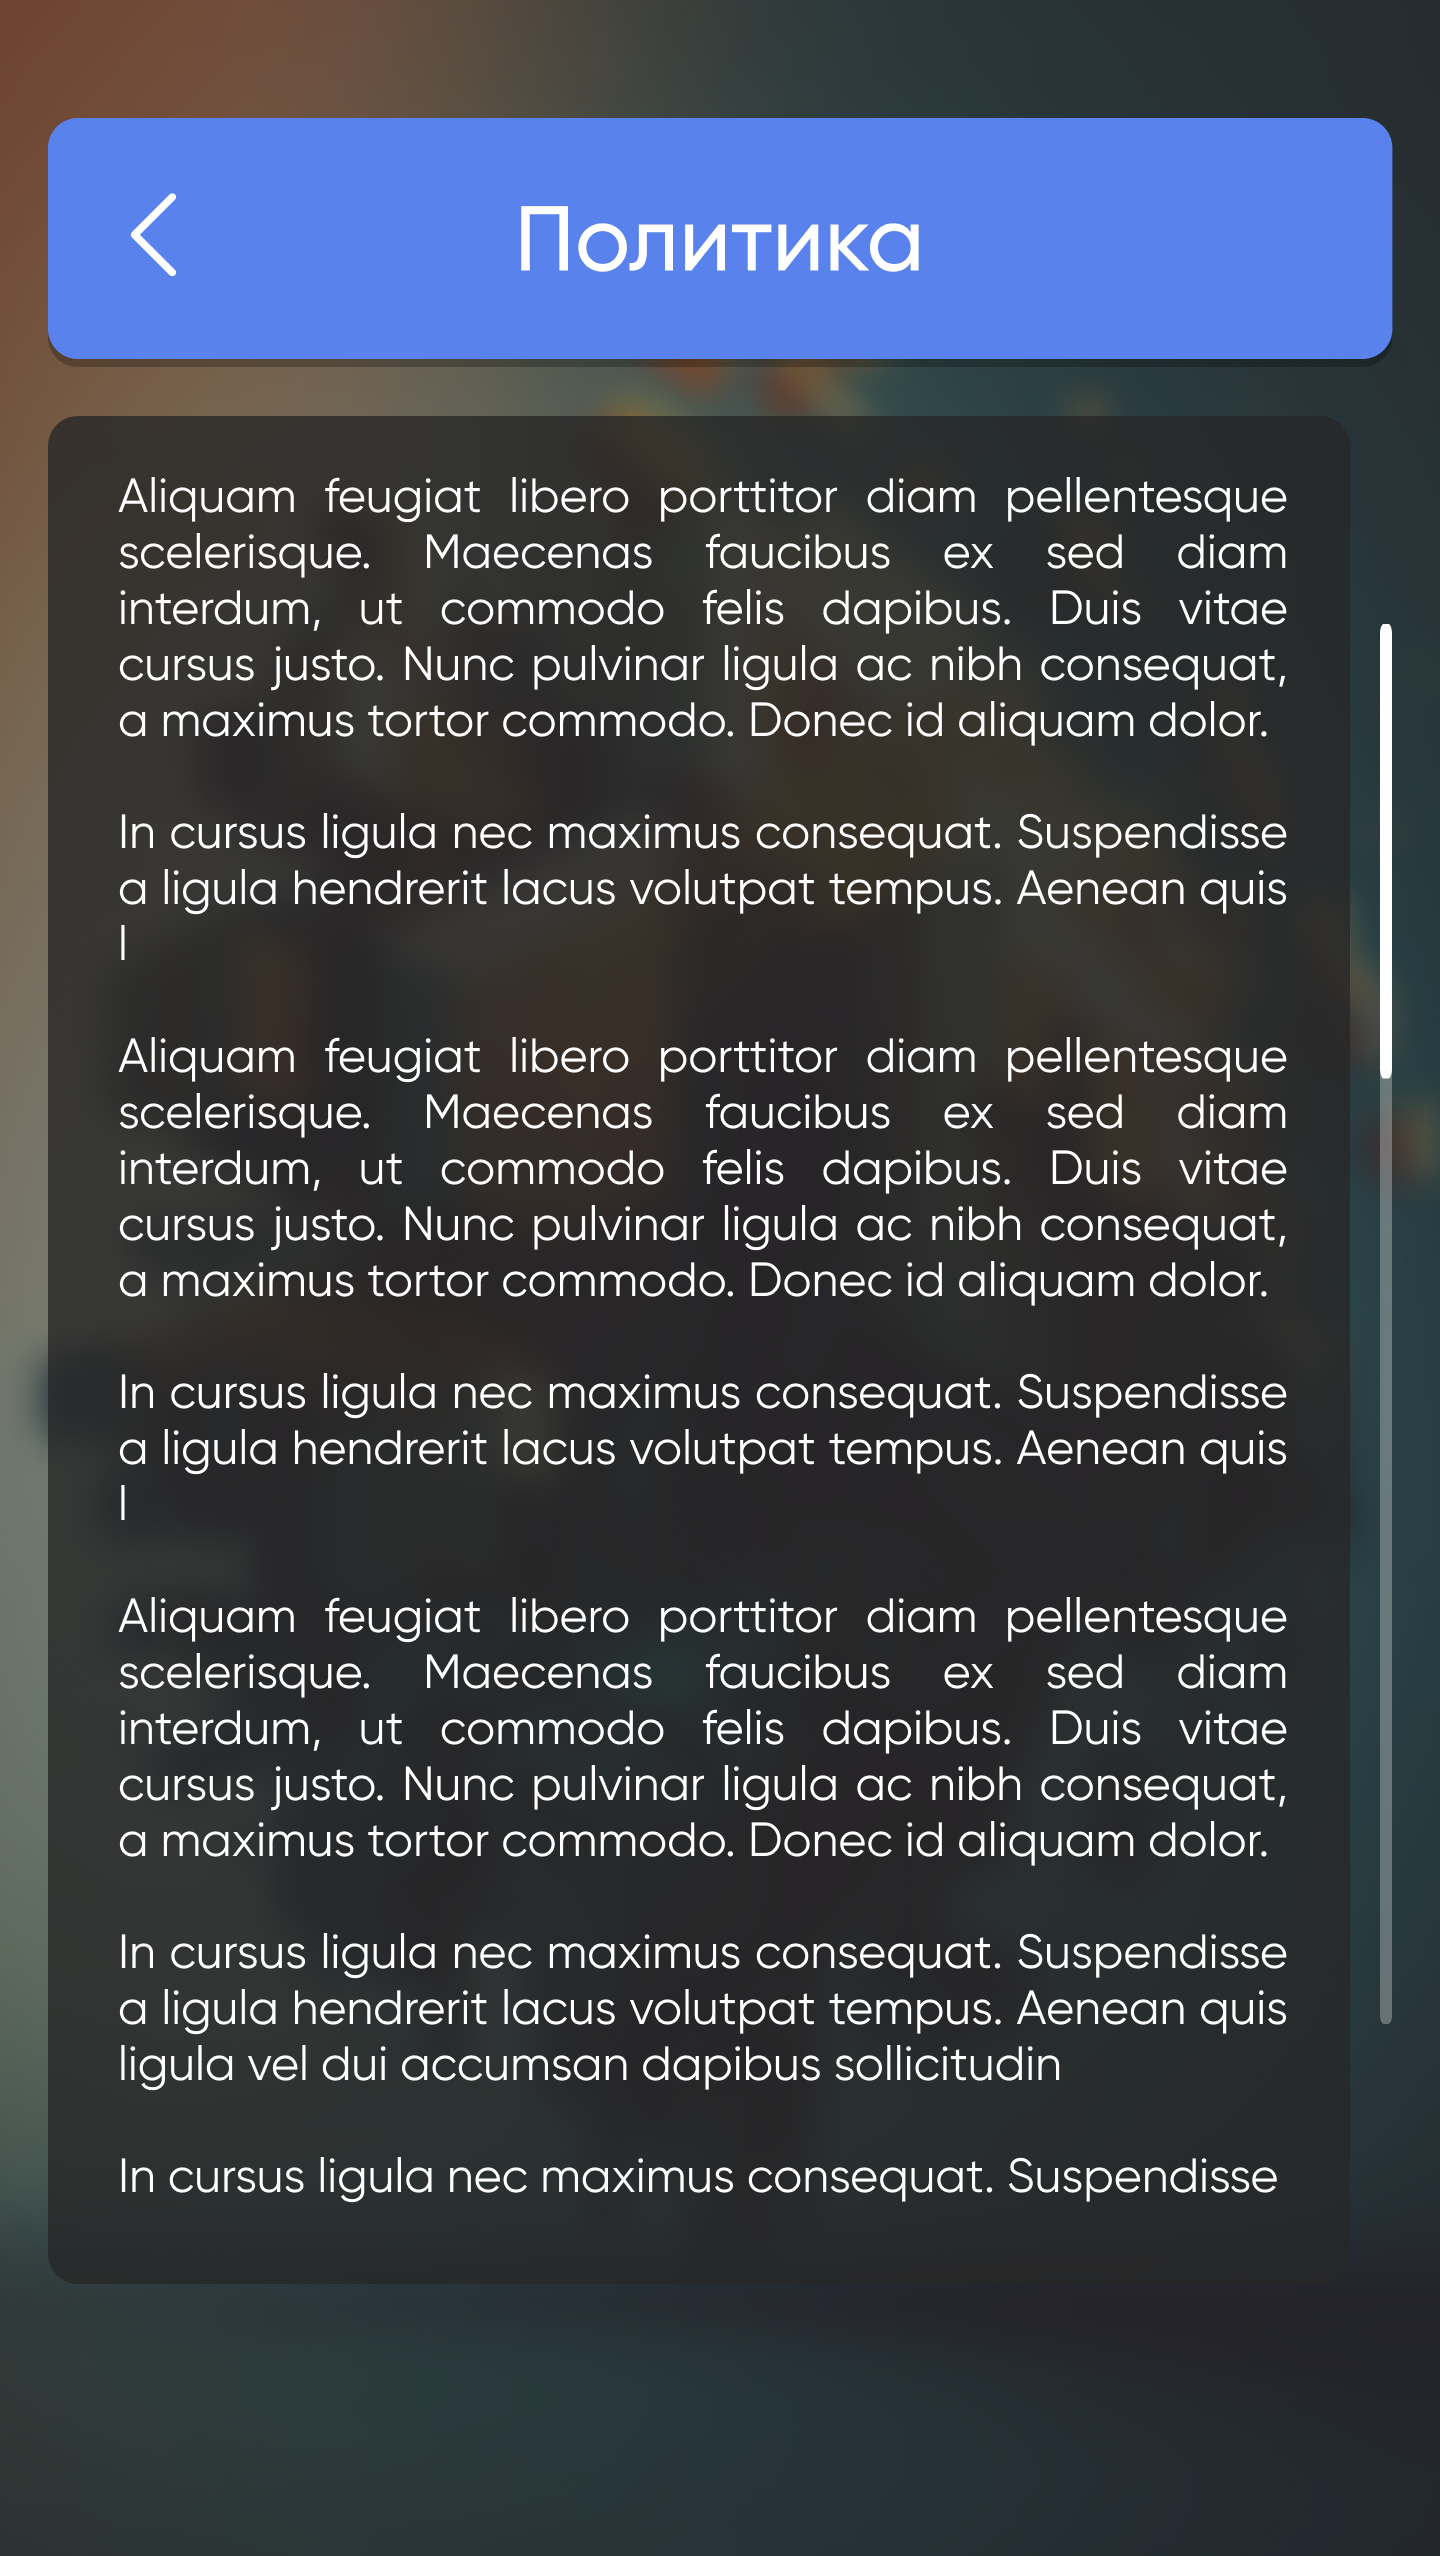 Политика
Aliquam feugiat libero porttitor diam pellentesque
scelerisque. Maecenas faucibus ex sed diam
interdum, ut commodo felis dapibus. Duis vitae
cursus justo. Nunc pulvinar ligula ac nibh consequat,
a maximus tortor commodo. Donec id aliquam dolor.
In cursus ligula nec maximus consequat. Suspendisse
a ligula hendrerit lacus volutpat tempus. Aenean quis
l
Aliquam feugiat libero porttitor diam pellentesque
scelerisque. Maecenas faucibus ex sed diam
interdum, ut commodo felis dapibus. Duis vitae
cursus justo. Nunc pulvinar ligula ac nibh consequat,
a maximus tortor commodo. Donec id aliquam dolor.
In cursus ligula nec maximus consequat. Suspendisse
a ligula hendrerit lacus volutpat tempus. Aenean quis
l
Aliquam feugiat libero porttitor diam pellentesque
scelerisque. Maecenas faucibus ex sed diam
interdum, ut commodo felis dapibus. Duis vitae
cursus justo. Nunc pulvinar ligula ac nibh consequat,
a maximus tortor commodo. Donec id aliquam dolor.
In cursus ligula nec maximus consequat. Suspendisse
a ligula hendrerit lacus volutpat tempus. Aenean quis
ligula vel dui accumsan dapibus sollicitudin
In cursus ligula nec maximus consequat. Suspendisse